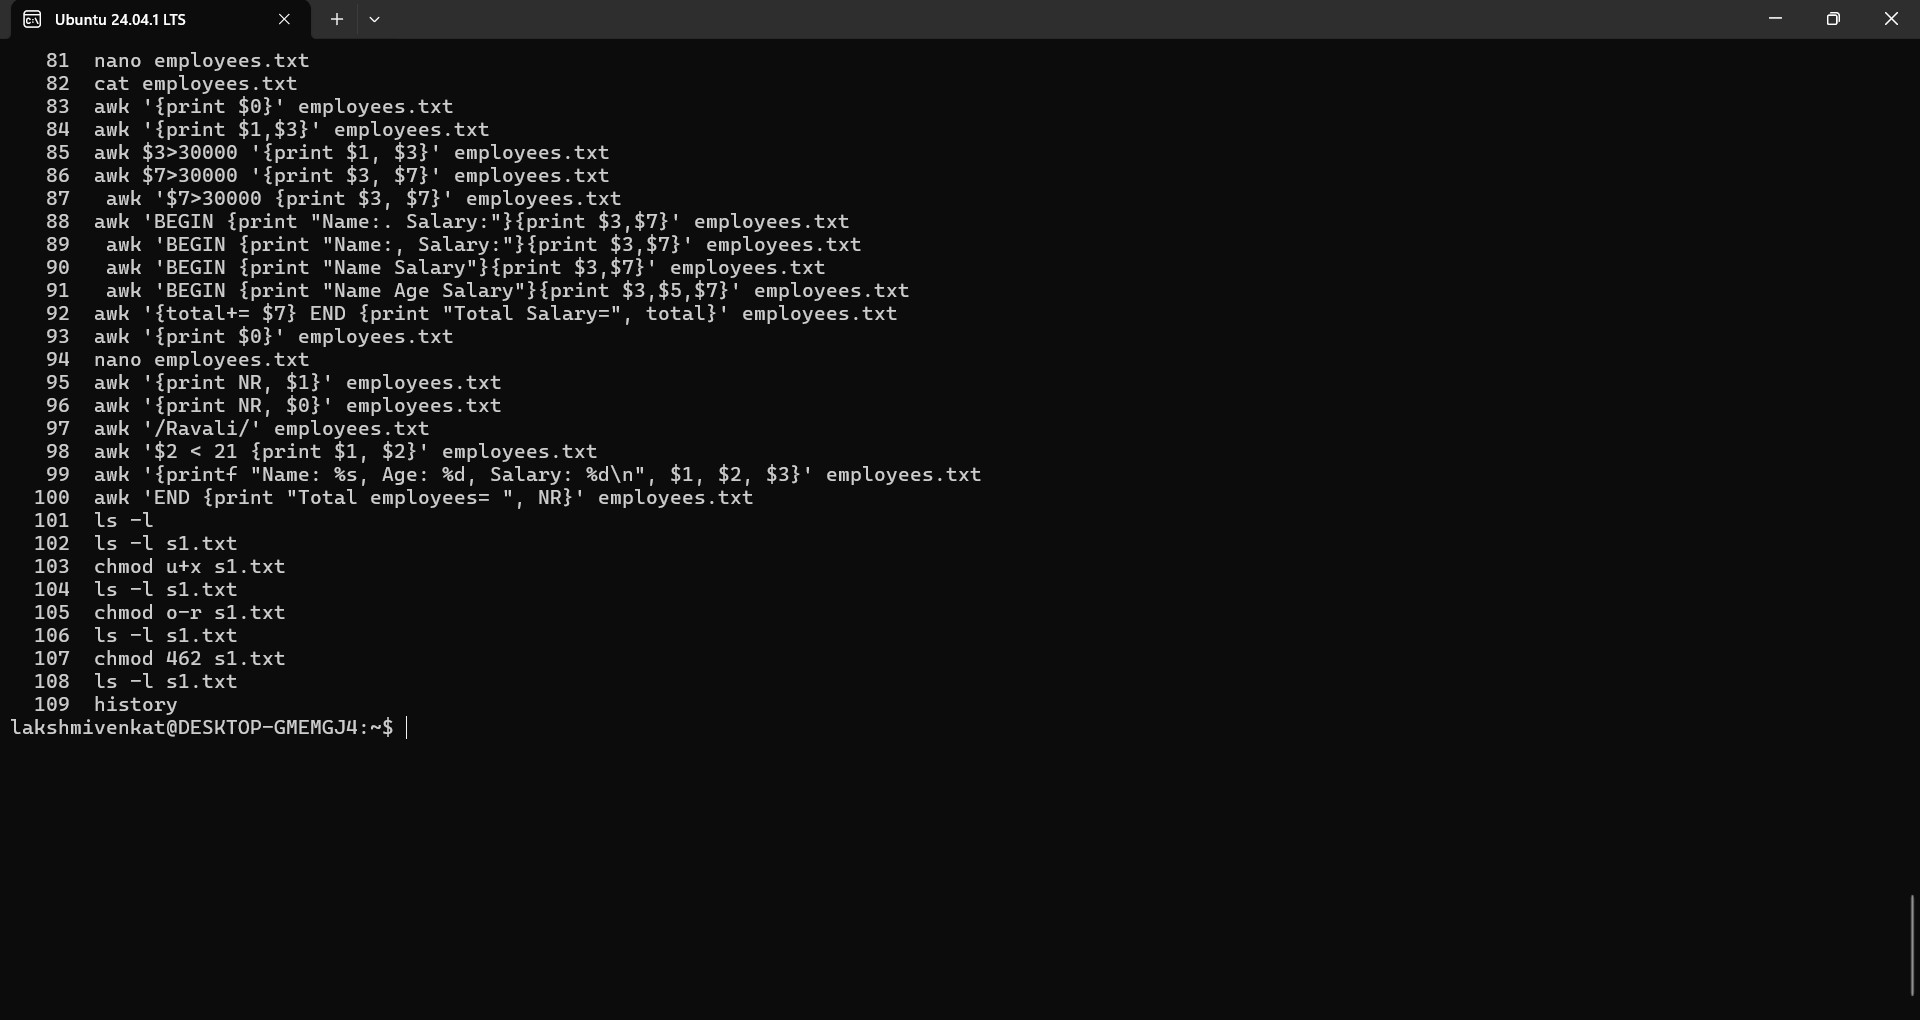 Ubuntu 24.04.1 LTS
81 nano employees.txt
82 cat employees.txt
83 awk '{print $0}' employees.txt
84 awk '{print $1,$3}' employees.txt
85 awk $3>30000 '{print $1, $3}' employees.txt
86 awk $7>30000 '{print $3, $7}' employees.txt
87  awk '$7>30000 {print $3, $7}' employees.txt
88 awk 'BEGIN {print "Name:. Salary:"}{print $3,$7}' employees.txt
89  awk 'BEGIN {print "Name:, Salary:"}{print $3,$7}' employees.txt
90  awk 'BEGIN {print "Name Salary"}{print $3,$7}' employees.txt
91  awk 'BEGIN {print "Name Age Salary"}{print $3,$5,$7}' employees.txt
92 awk '{total+= $7} END {print "Total Salary=", total}' employees.txt
93 awk '{print $0}' employees.txt
94 nano employees.txt
95 awk '{print NR, $1}' employees.txt
96 awk '{print NR, $0}' employees.txt
97 awk '/Ravali/' employees.txt
98 awk '$2 < 21 {print $1, $2}' employees.txt
99 awk '{printf "Name: %s, Age: %d, Salary: %d\n", $1, $2, $3}' employees.txt
100 awk 'END {print "Total employees= ", NR}' employees.txt
101 ls -l
102 ls -l s1.txt
103 chmod u+x s1.txt
104 ls -l s1.txt
105 chmod o-r s1.txt
106 ls -l s1.txt
107 chmod 462 s1.txt
108 ls -l s1.txt
109 history
lakshmivenkat@DESKTOP-GMEMGJ4:~$